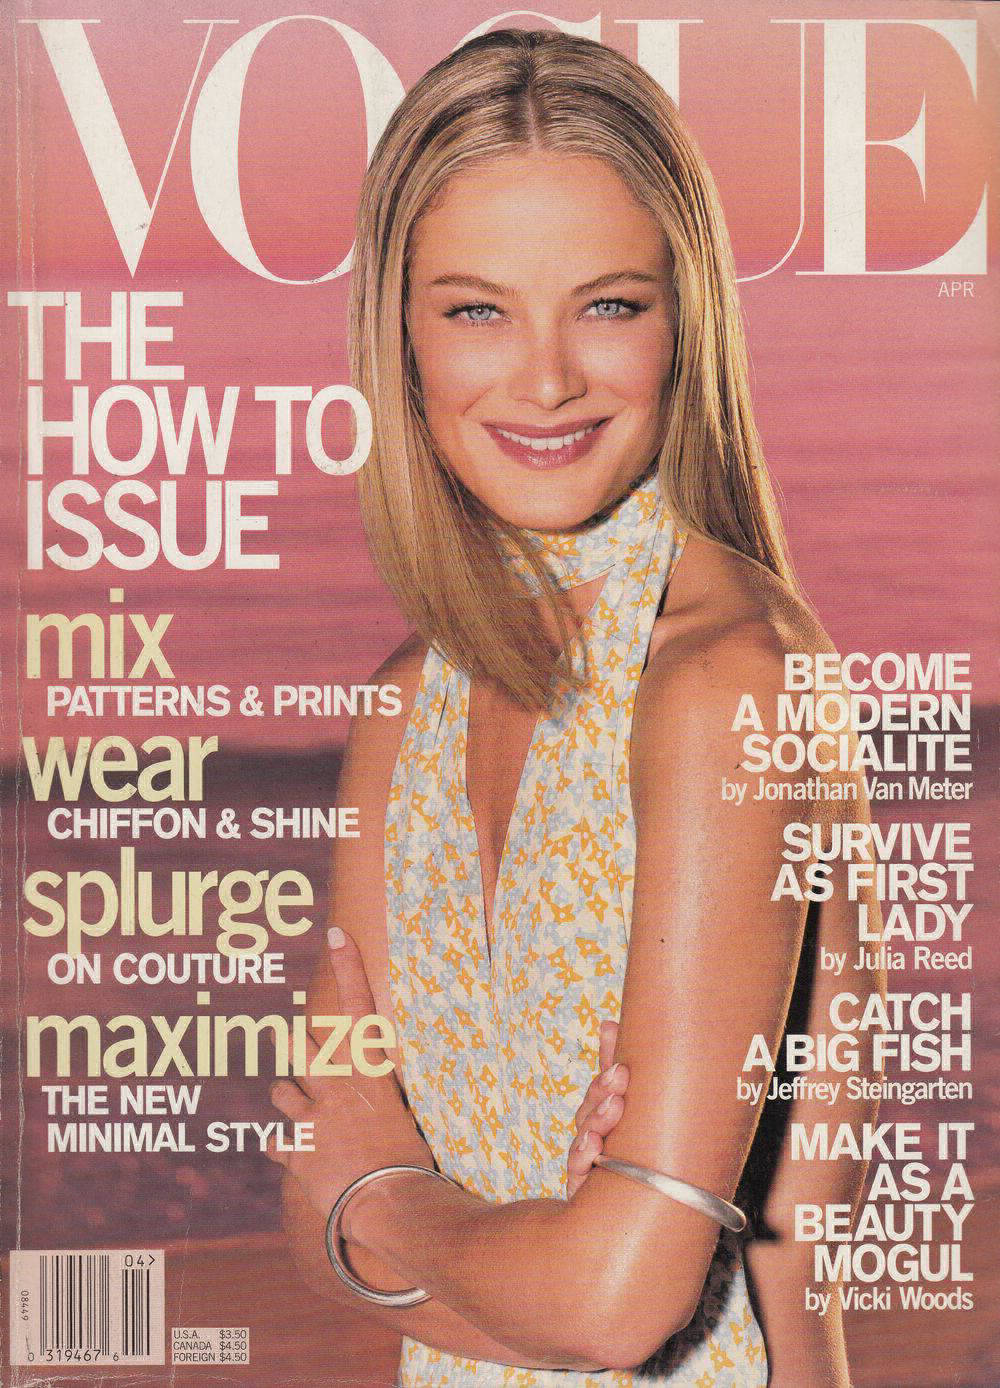 VOGUE
APR
THE
HOW TO
ISSUE
mix
PATTERNS & PRINTS
wear
CHIFFON & SHINE
splurge
ON COUTURE
maximize
THE NEW
MINIMAL STYLE
BECOME
A MODERN
SOCIALITE
by Jonathan Van Meter
SURVIVE
AS FIRST
LADY
by Julia Reed
CATCH
A BIG FISH
by Jeffrey Steingarten
MAKE IT
AS A
BEAUTY
MOGUL
by Vicki Woods
04>
08449
0 319467 6
U.S.A. $3.50
CANADA $4.50
FOREIGN $4.50